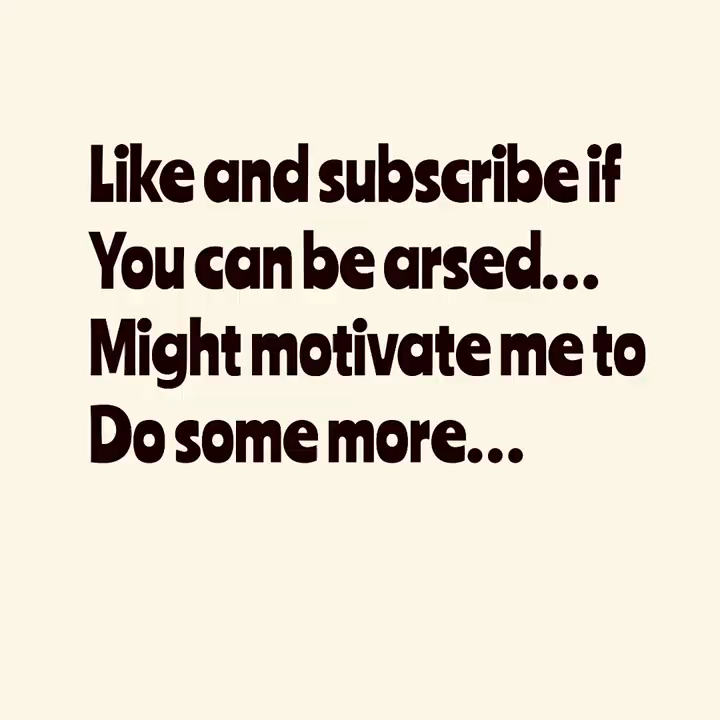 Like and subscribe if
You can be arsed...
Might motivate me to
Do some more...